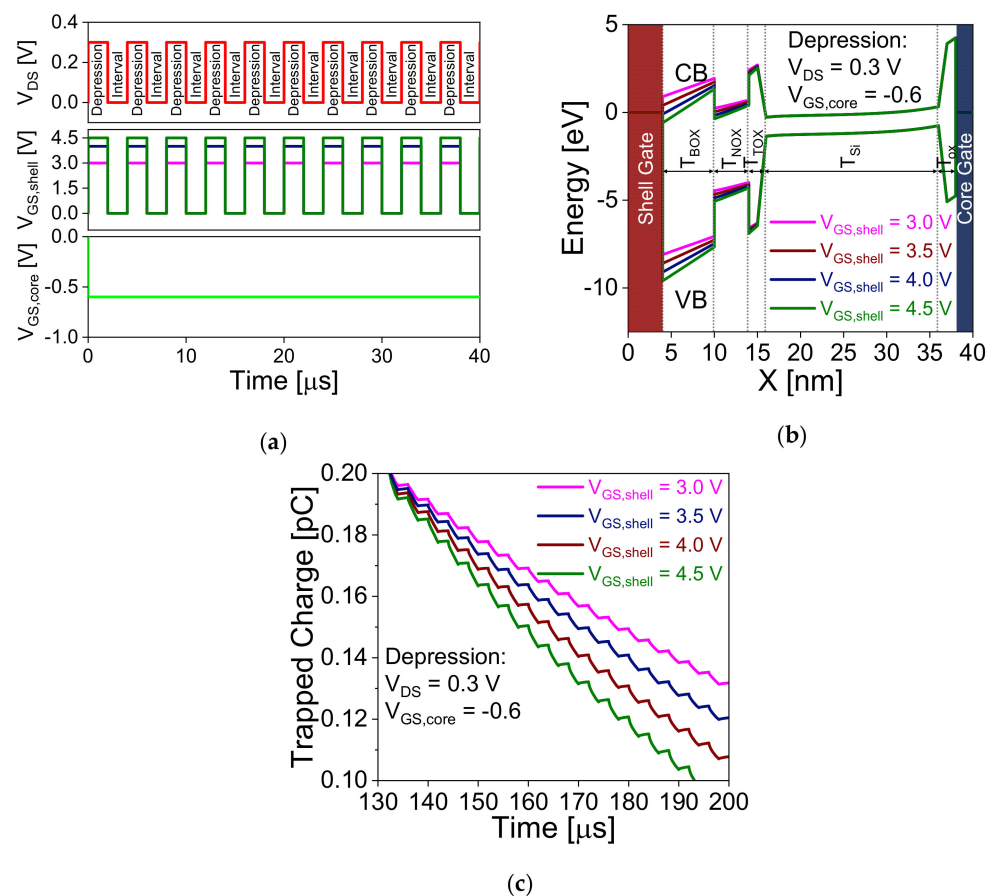 0.4
0.2
0.0
V_DS [V]
Depression Interval Depression Interval Depression Interval Depression Interval Depression Interval Depression Interval Depression Interval Depression Interval Depression Interval Depression Interval
4.5
3.0
1.5
0.0
V_GS,shell [V]
0.0
-0.5
-1.0
V_GS,core [V]
0 10 20 30 40
Time [μs]
(a)
5
0
-5
-10
Energy [eV]
Shell Gate
CB
VB
Depression:
V_DS = 0.3 V
V_GS,core = -0.6
T_BOX T_NOX T_TOX T_Si T_ox
Core Gate
V_GS,shell = 3.0 V
V_GS,shell = 3.5 V
V_GS,shell = 4.0 V
V_GS,shell = 4.5 V
0 5 10 15 20 25 30 35 40
X [nm]
(b)
0.20
0.18
0.16
0.14
0.12
0.10
Trapped Charge [pC]
V_GS,shell = 3.0 V
V_GS,shell = 3.5 V
V_GS,shell = 4.0 V
V_GS,shell = 4.5 V
Depression:
V_DS = 0.3 V
V_GS,core = -0.6
130 140 150 160 170 180 190 200
Time [μs]
(c)